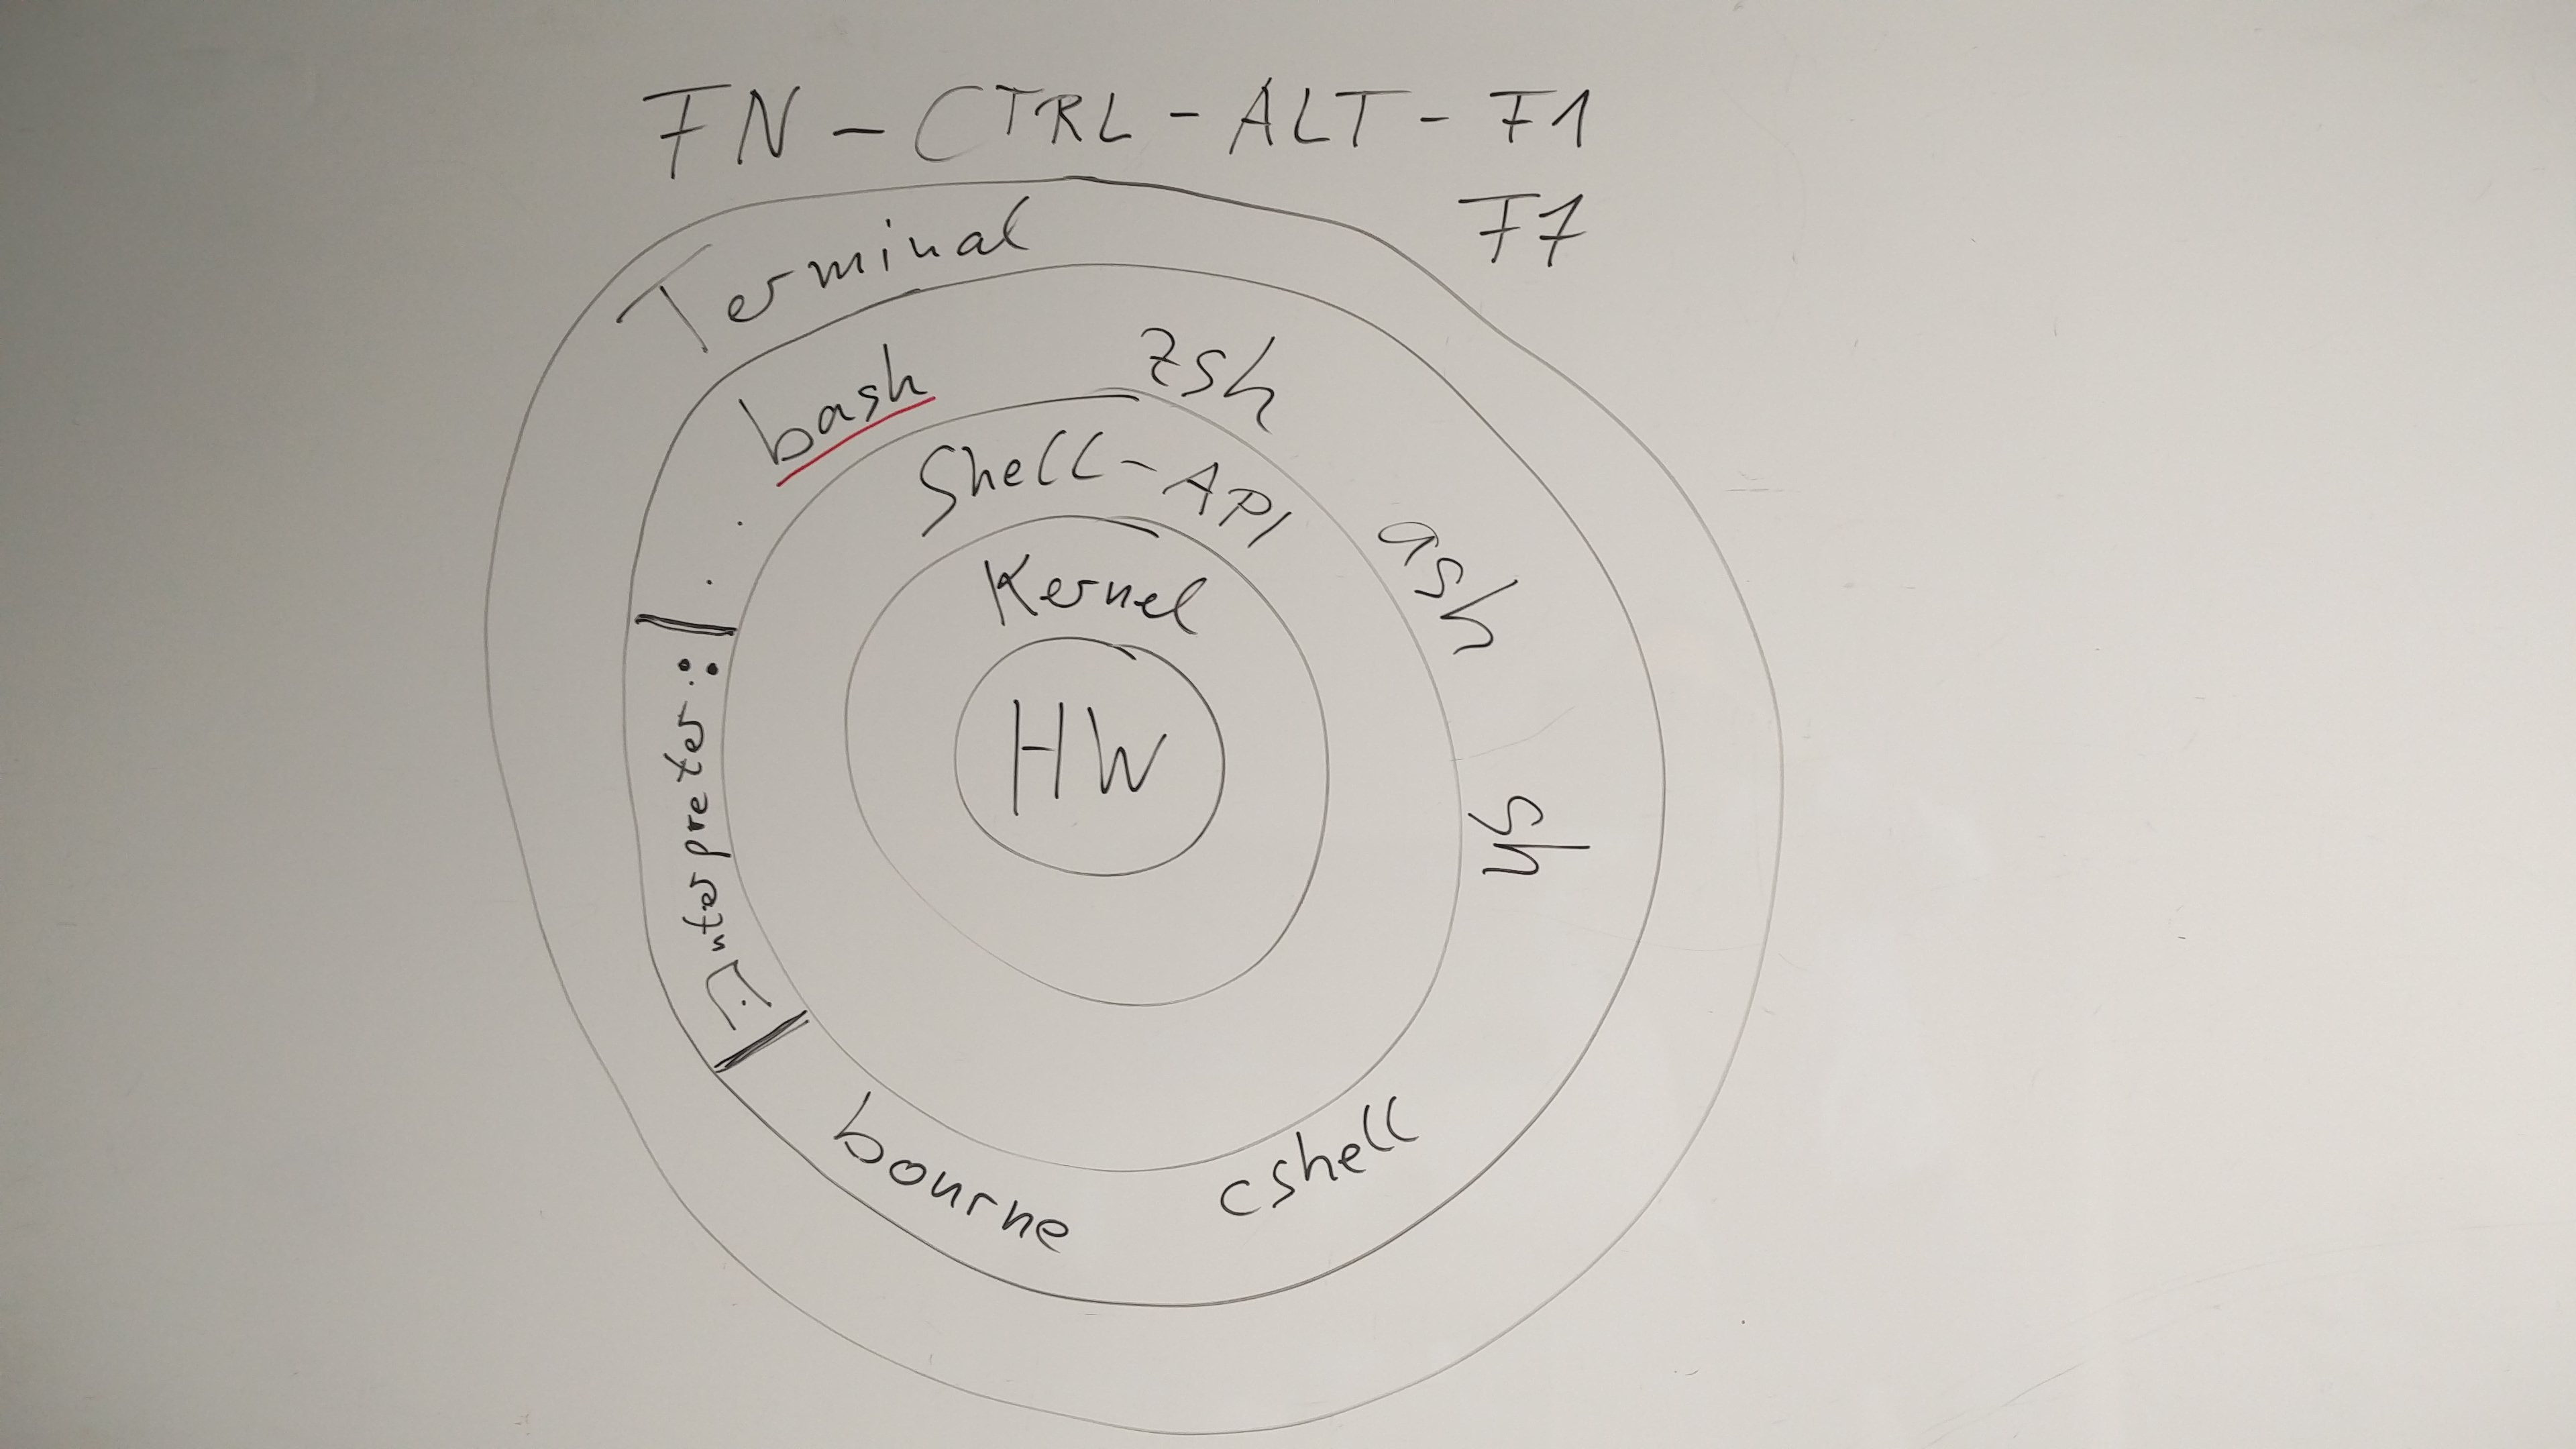 FN - CTRL - ALT - F1
F7
Terminal
bash
zsh
Shell-API
ash
Kernel
HW
Interpreter:
sh
cshell
bourne